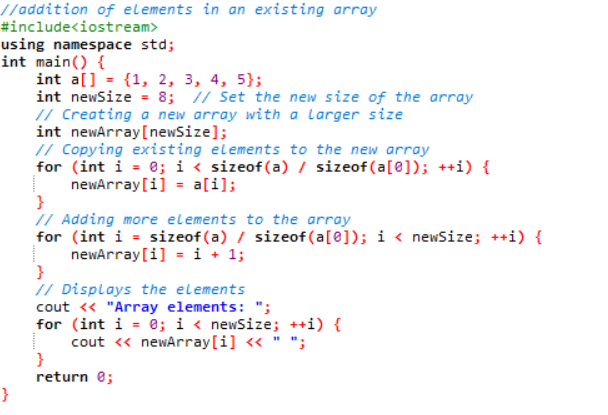 //addition of elements in an existing array
#include<iostream>
using namespace std;
int main() {
    int a[] = {1, 2, 3, 4, 5};
    int newSize = 8;  // Set the new size of the array
    // Creating a new array with a larger size
    int newArray[newSize];
    // Copying existing elements to the new array
    for (int i = 0; i < sizeof(a) / sizeof(a[0]); ++i) {
        newArray[i] = a[i];
    }
    // Adding more elements to the array
    for (int i = sizeof(a) / sizeof(a[0]); i < newSize; ++i) {
        newArray[i] = i + 1;
    }
    // Displays the elements
    cout << "Array elements: ";
    for (int i = 0; i < newSize; ++i) {
        cout << newArray[i] << " ";
    }
    return 0;
}